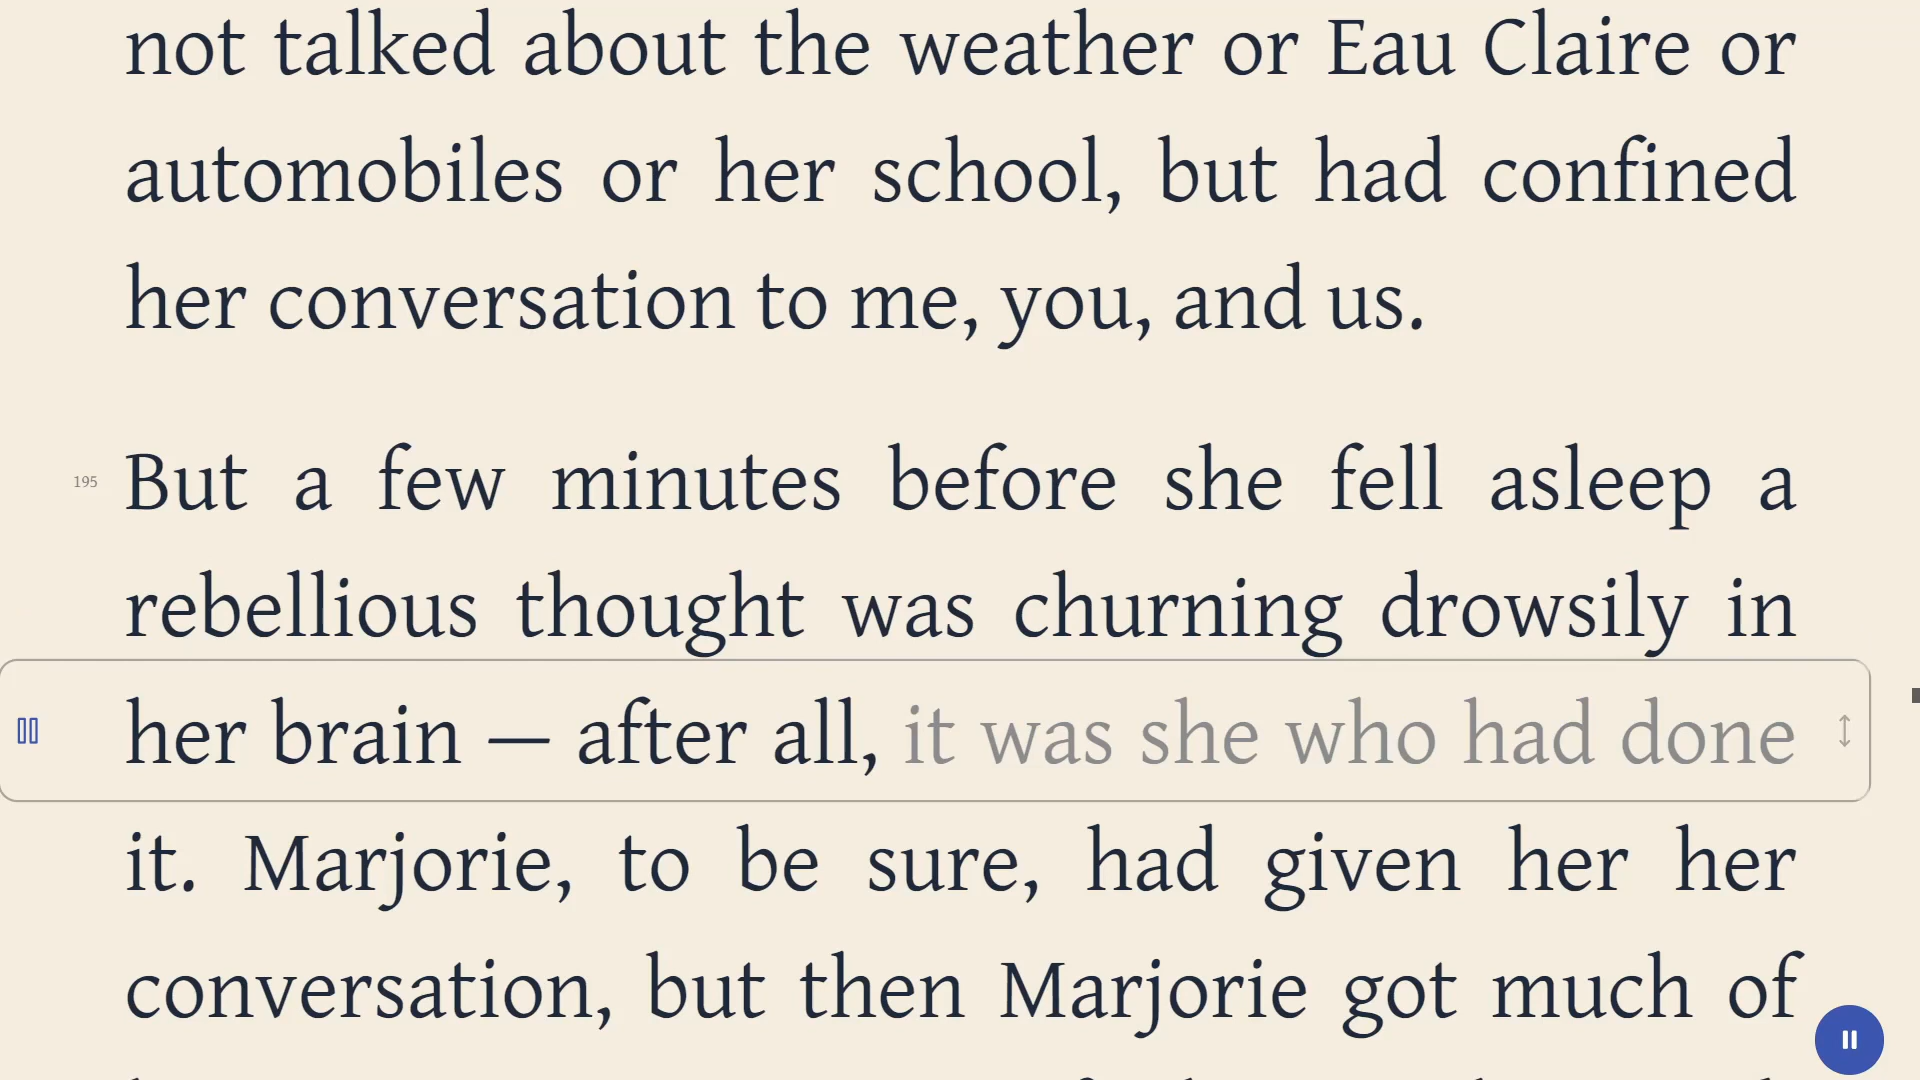 not talked about the weather or Eau Claire or
automobiles or her school, but had confined
her conversation to me, you, and us.
195
But a few minutes before she fell asleep a
rebellious thought was churning drowsily in
her brain — after all, it was she who had done
it. Marjorie, to be sure, had given her her
conversation, but then Marjorie got much of